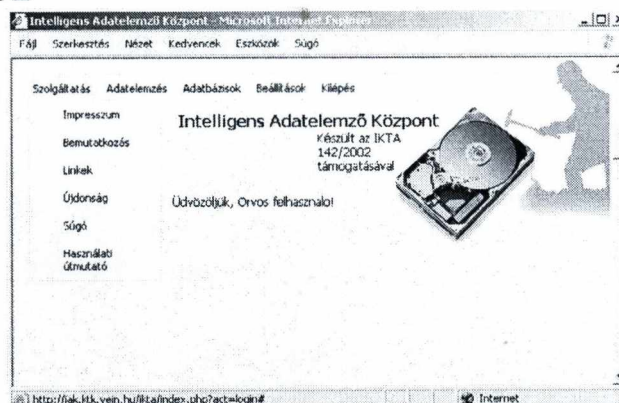 Intelligens Adatelemző Központ - Microsoft Internet Explorer
Fájl Szerkesztés Nézet Kedvencek Eszközök Súgó
Szolgáltatás Adatelemzés Adatbázisok Beállítások Kilépés
Impresszum
Bemutatkozás
Linkek
Újdonság
Súgó
Használati
útmutató
Intelligens Adatelemzõ Központ
Készült az IKTA
142/2002
támogatásával
Üdvözöljük, Orvos felhasznalo!
http://iak.ktk.vein.hu/ikta/index.php?act=login# Internet